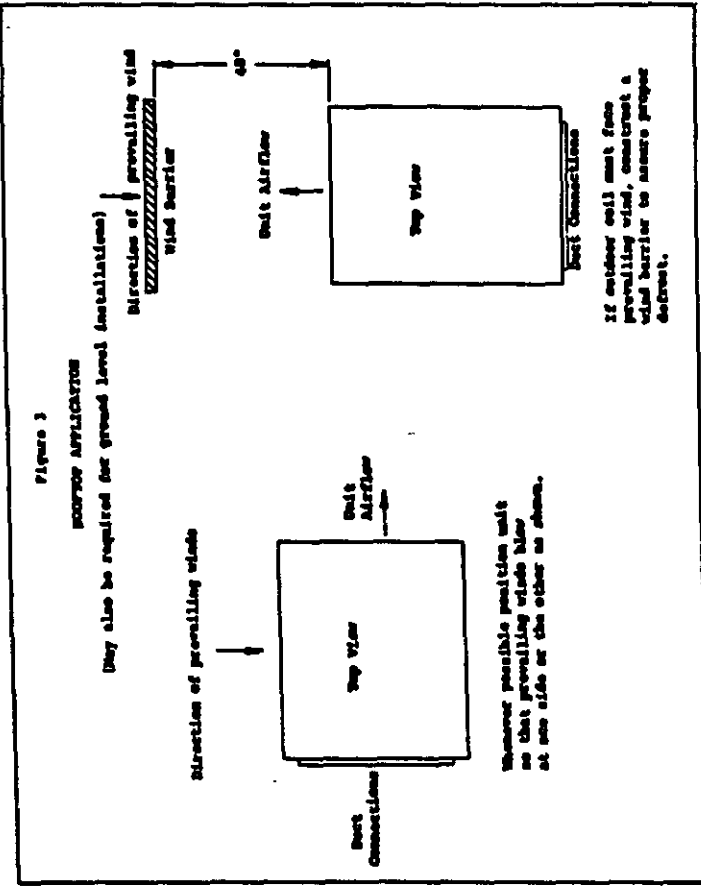 Figure 3
ROOFTOP APPLICATION
(May also be required for ground level installations)
Direction of prevailing winds
Top View
Unit
Airflow
Duct
Connections
Whenever possible position unit
so that prevailing winds blow
at one side or the other as shown.
Direction of prevailing wind
Wind Barrier
48"
Unit Airflow
Top View
Duct Connections
If outdoor coil must face
prevailing wind, construct a
wind barrier to assure proper
defrost.